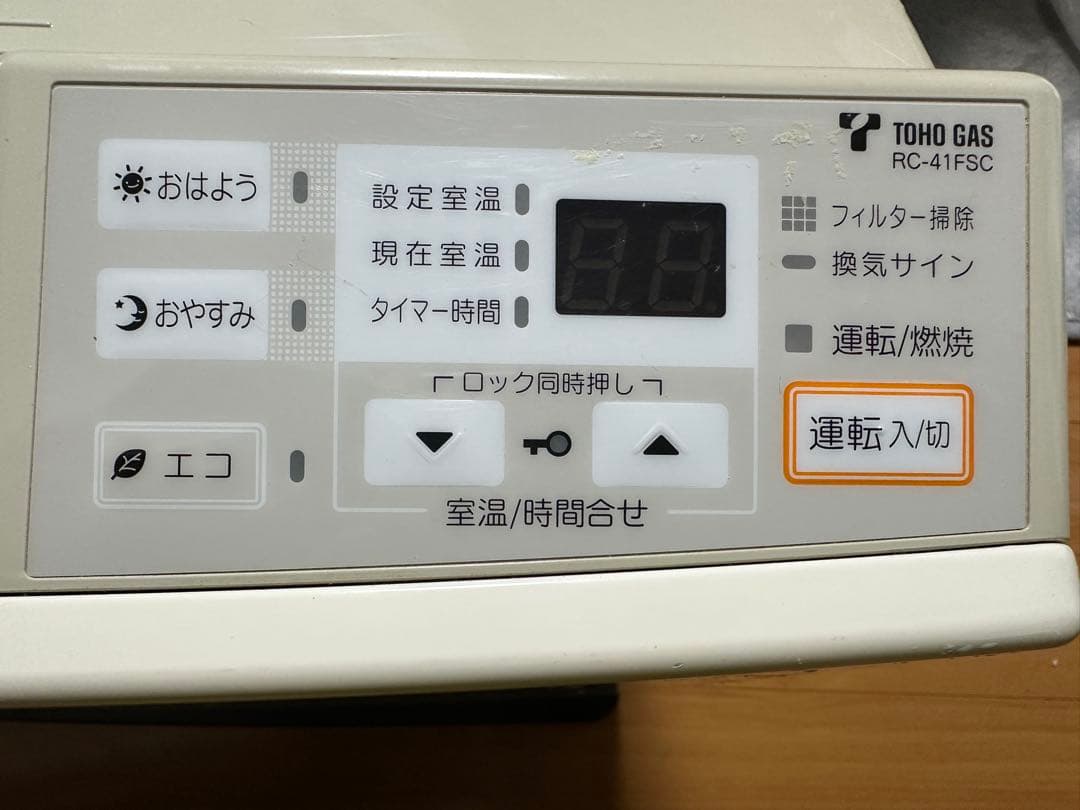 TOHO GAS
RC-41FSC
おはよう
おやすみ
エコ
設定室温
現在室温
タイマー時間
ロック同時押し
室温/時間合せ
フィルター掃除
換気サイン
運転/燃焼
運転 入/切